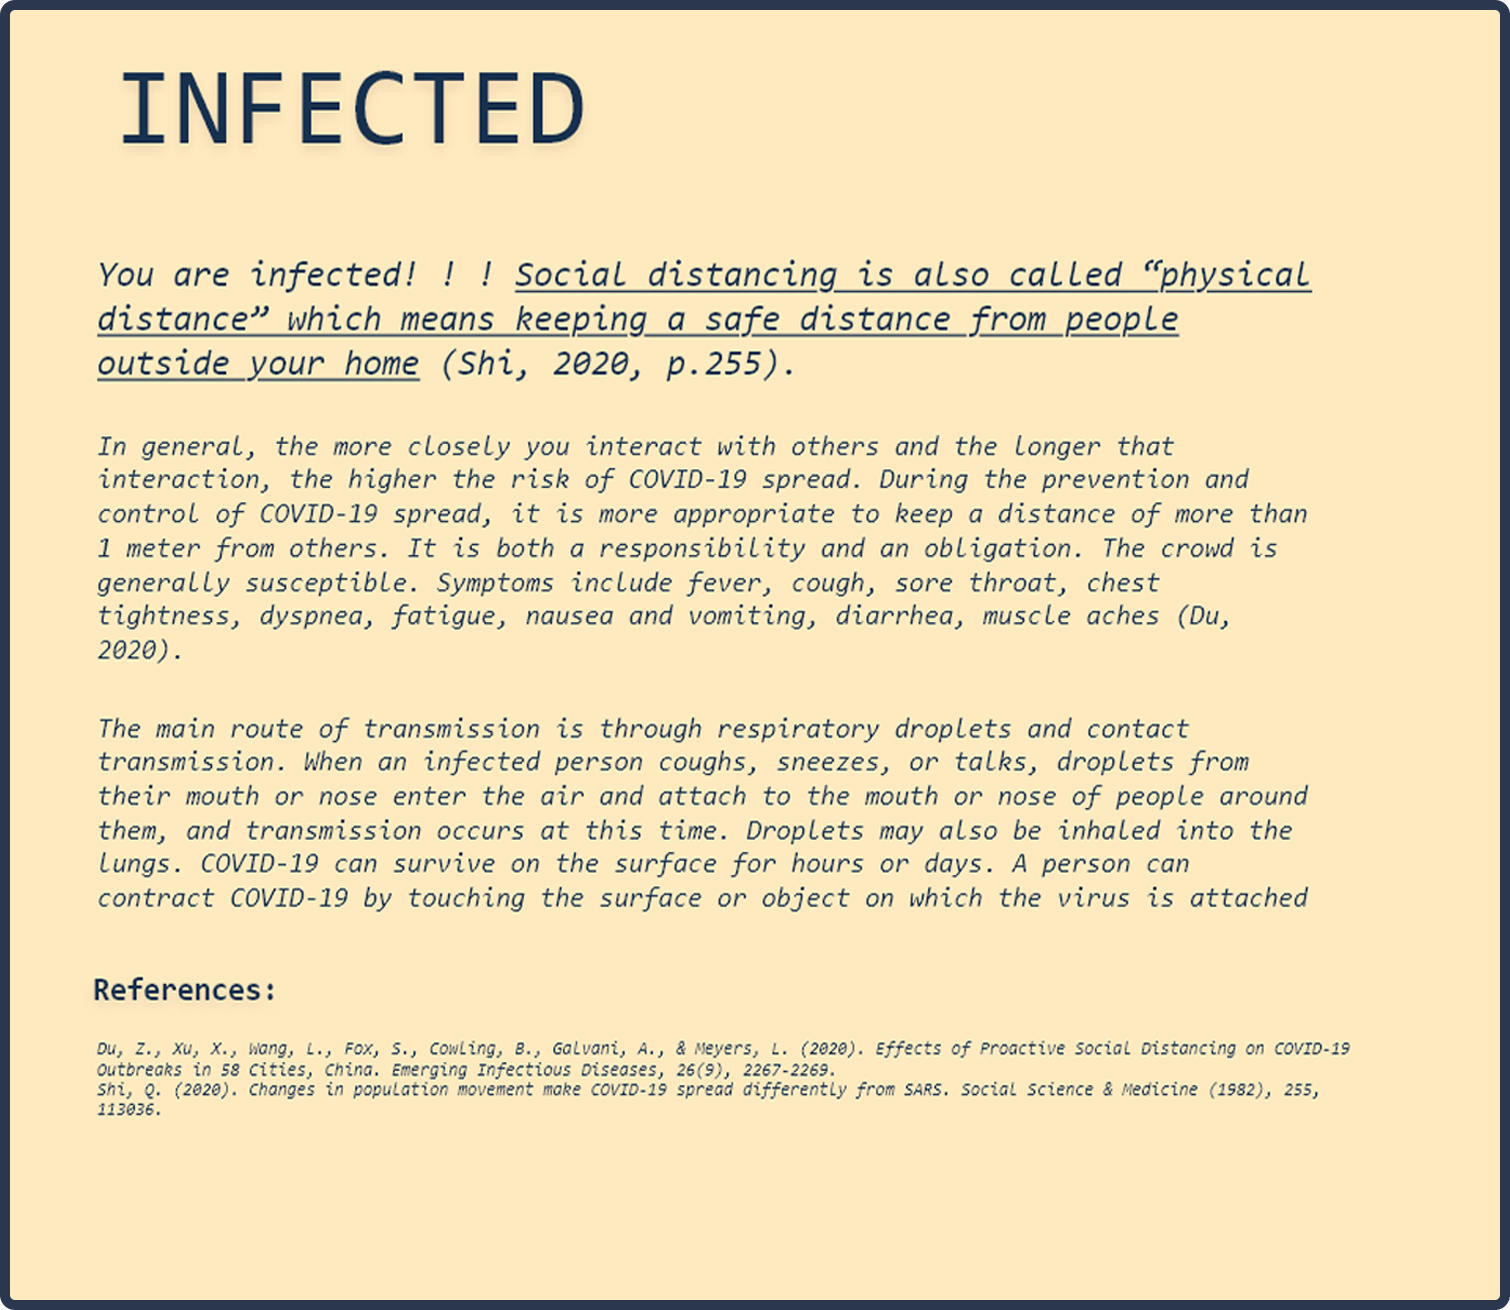 INFECTED
You are infected! ! ! Social distancing is also called “physical
distance” which means keeping a safe distance from people
outside your home (Shi, 2020, p.255).
In general, the more closely you interact with others and the longer that
interaction, the higher the risk of COVID-19 spread. During the prevention and
control of COVID-19 spread, it is more appropriate to keep a distance of more than
1 meter from others. It is both a responsibility and an obligation. The crowd is
generally susceptible. Symptoms include fever, cough, sore throat, chest
tightness, dyspnea, fatigue, nausea and vomiting, diarrhea, muscle aches (Du,
2020).
The main route of transmission is through respiratory droplets and contact
transmission. When an infected person coughs, sneezes, or talks, droplets from
their mouth or nose enter the air and attach to the mouth or nose of people around
them, and transmission occurs at this time. Droplets may also be inhaled into the
lungs. COVID-19 can survive on the surface for hours or days. A person can
contract COVID-19 by touching the surface or object on which the virus is attached
References:
Du, Z., Xu, X., Wang, L., Fox, S., Cowling, B., Galvani, A., & Meyers, L. (2020). Effects of Proactive Social Distancing on COVID-19
Outbreaks in 58 Cities, China. Emerging Infectious Diseases, 26(9), 2267-2269.
Shi, Q. (2020). Changes in population movement make COVID-19 spread differently from SARS. Social Science & Medicine (1982), 255,
113036.